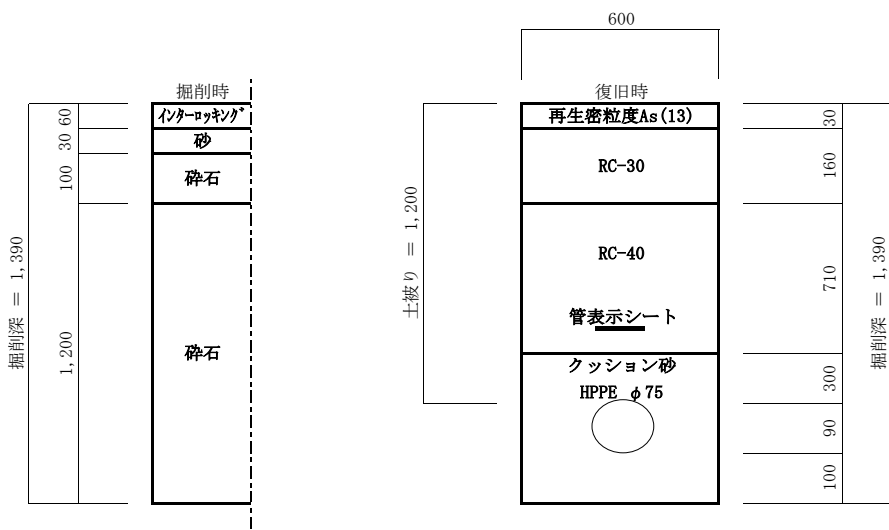 600
掘削時
復旧時
インターロッキング
砂
砕石
砕石
60
30
100
1,200
掘削深 = 1,390
再生密粒度As(13)
RC-30
RC-40
管表示シート
クッション砂
HPPE φ75
土被り = 1,200
30
160
710
300
90
100
掘削深 = 1,390